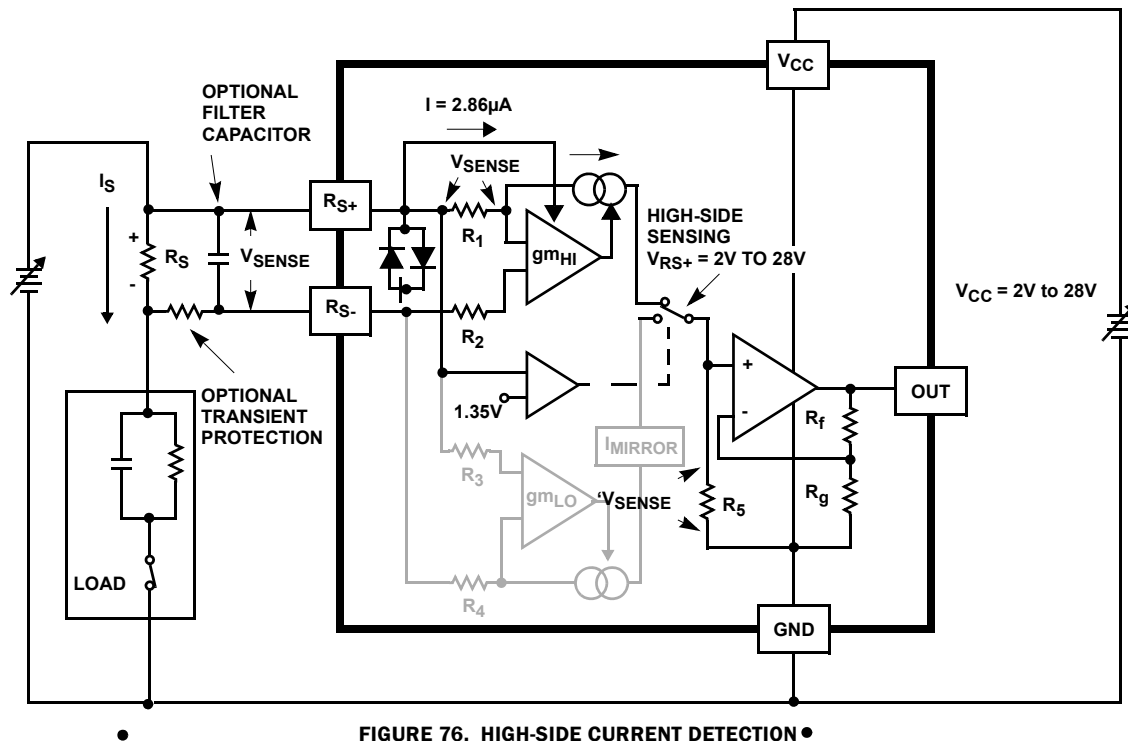 VCC
OPTIONAL
FILTER
CAPACITOR
I = 2.86µA
IS
VSENSE
RS+
R1
gmHI
HIGH-SIDE
SENSING
VRS+ = 2V TO 28V
+
RS
-
VSENSE
RS-
R2
VCC = 2V to 28V
OPTIONAL
TRANSIENT
PROTECTION
1.35V
+
-
OUT
Rf
IMIRROR
R3
gmLO
'VSENSE
R5
Rg
LOAD
R4
GND
FIGURE 76. HIGH-SIDE CURRENT DETECTION